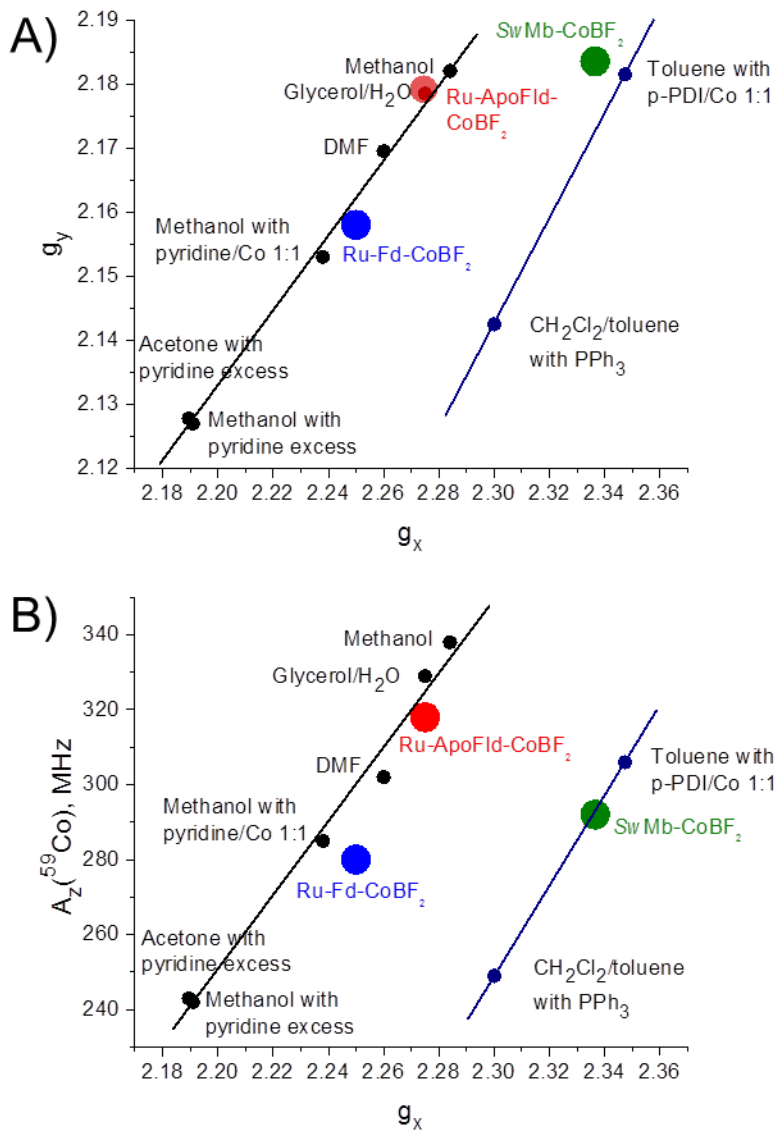 A)
2.19
2.18
2.17
2.16
2.15
2.14
2.13
2.12
g_y
SwMb-CoBF₂
Methanol
Glycerol/H₂O
Ru-ApoFld-
CoBF₂
Toluene with
p-PDI/Co 1:1
DMF
Methanol with
pyridine/Co 1:1
Ru-Fd-CoBF₂
CH₂Cl₂/toluene
with PPh₃
Acetone with
pyridine excess
Methanol with
pyridine excess
2.18 2.20 2.22 2.24 2.26 2.28 2.30 2.32 2.34 2.36
gₓ
B)
340
320
300
280
260
240
A_z(⁵⁹Co), MHz
Methanol
Glycerol/H₂O
Ru-ApoFld-CoBF₂
DMF
Toluene with
p-PDI/Co 1:1
Methanol with
pyridine/Co 1:1
SwMb-CoBF₂
Ru-Fd-CoBF₂
Acetone with
pyridine excess
CH₂Cl₂/toluene
with PPh₃
Methanol with
pyridine excess
2.18 2.20 2.22 2.24 2.26 2.28 2.30 2.32 2.34 2.36
gₓ